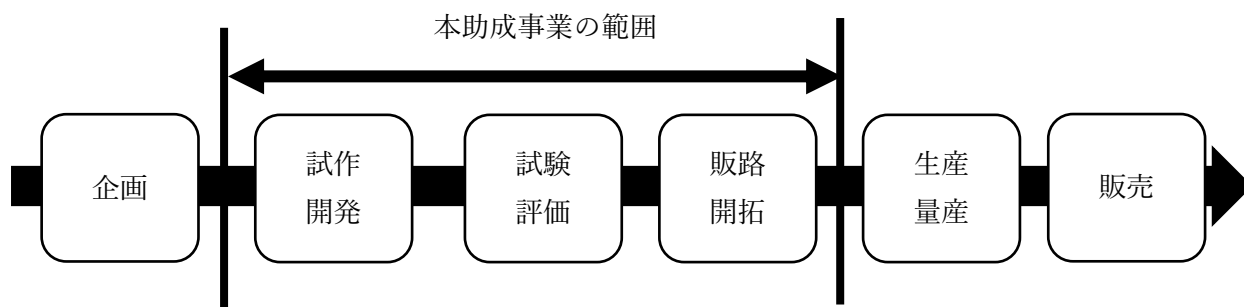 本助成事業の範囲
企画
試作
開発
試験
評価
販路
開拓
生産
量産
販売